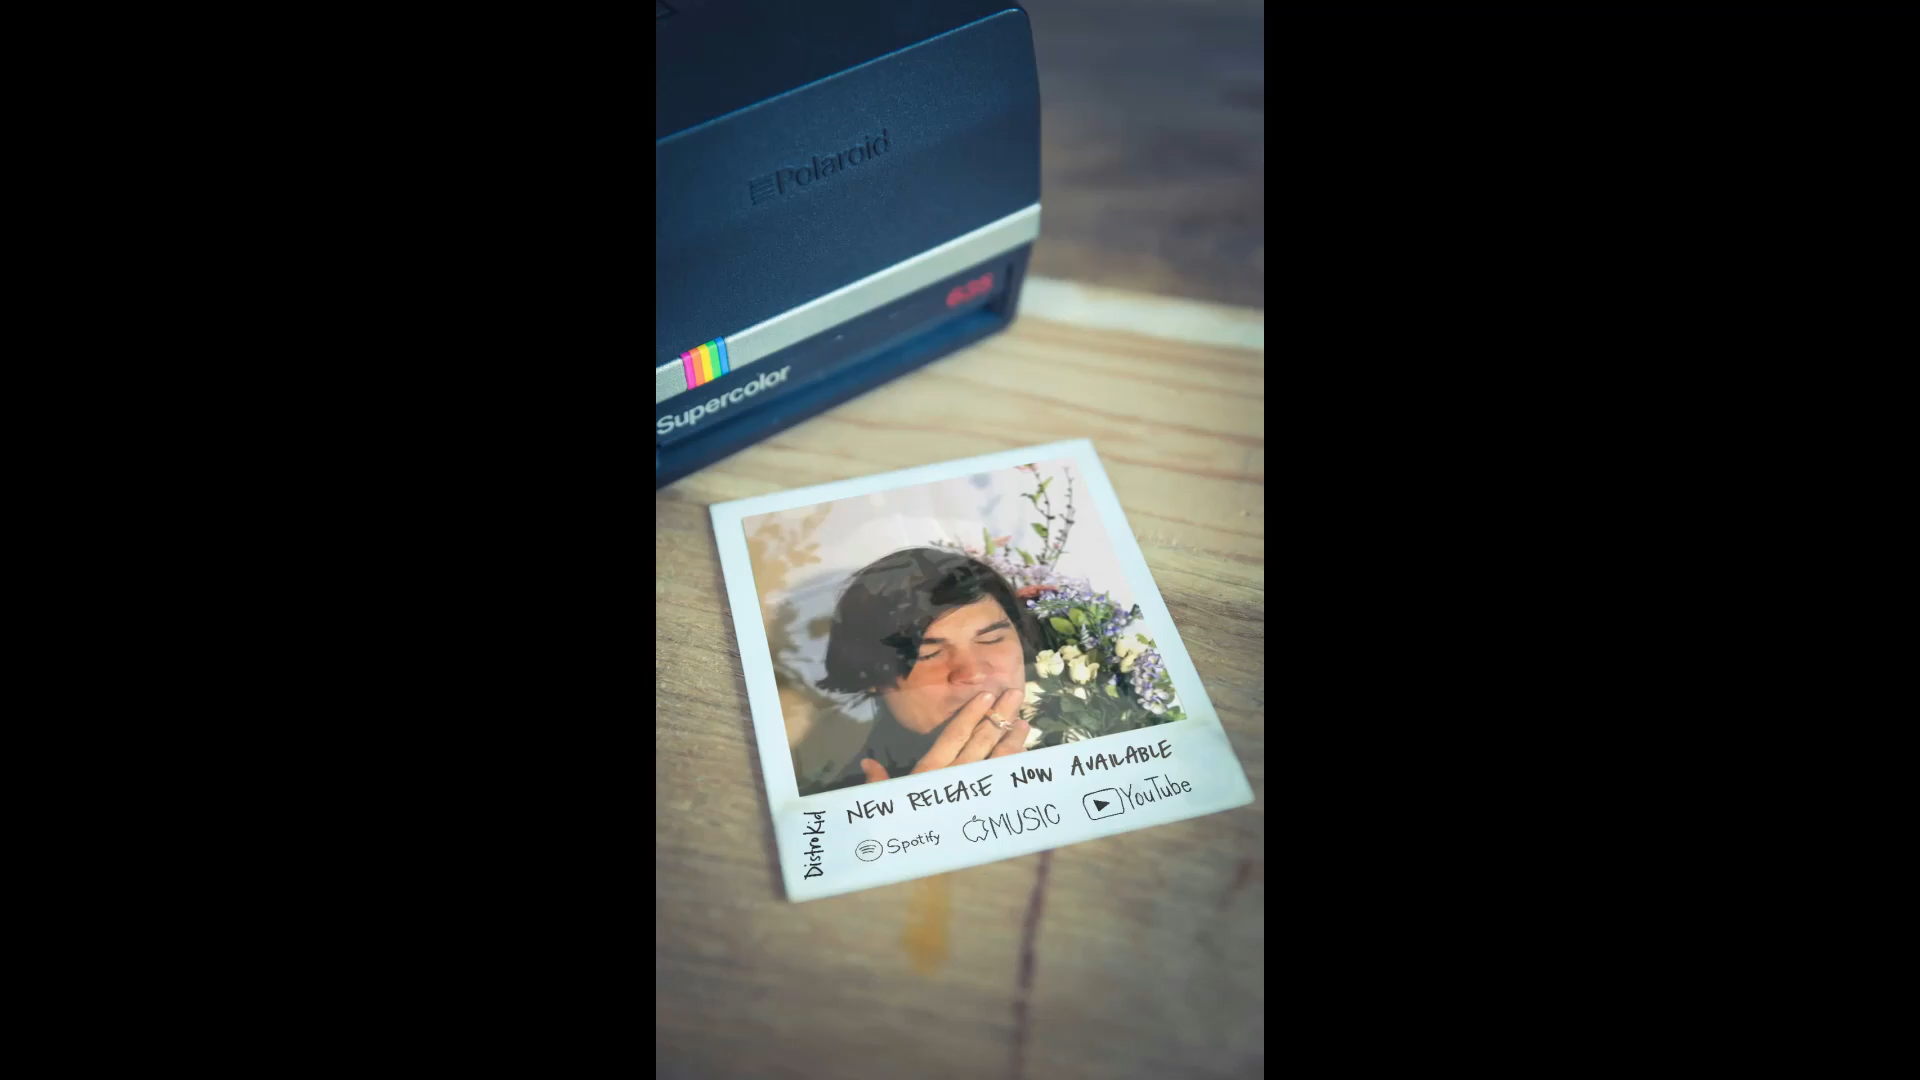 Polaroid
635
Supercolor
NEW RELEASE NOW AVAILABLE
DistroKid
Spotify
MUSIC
YouTube